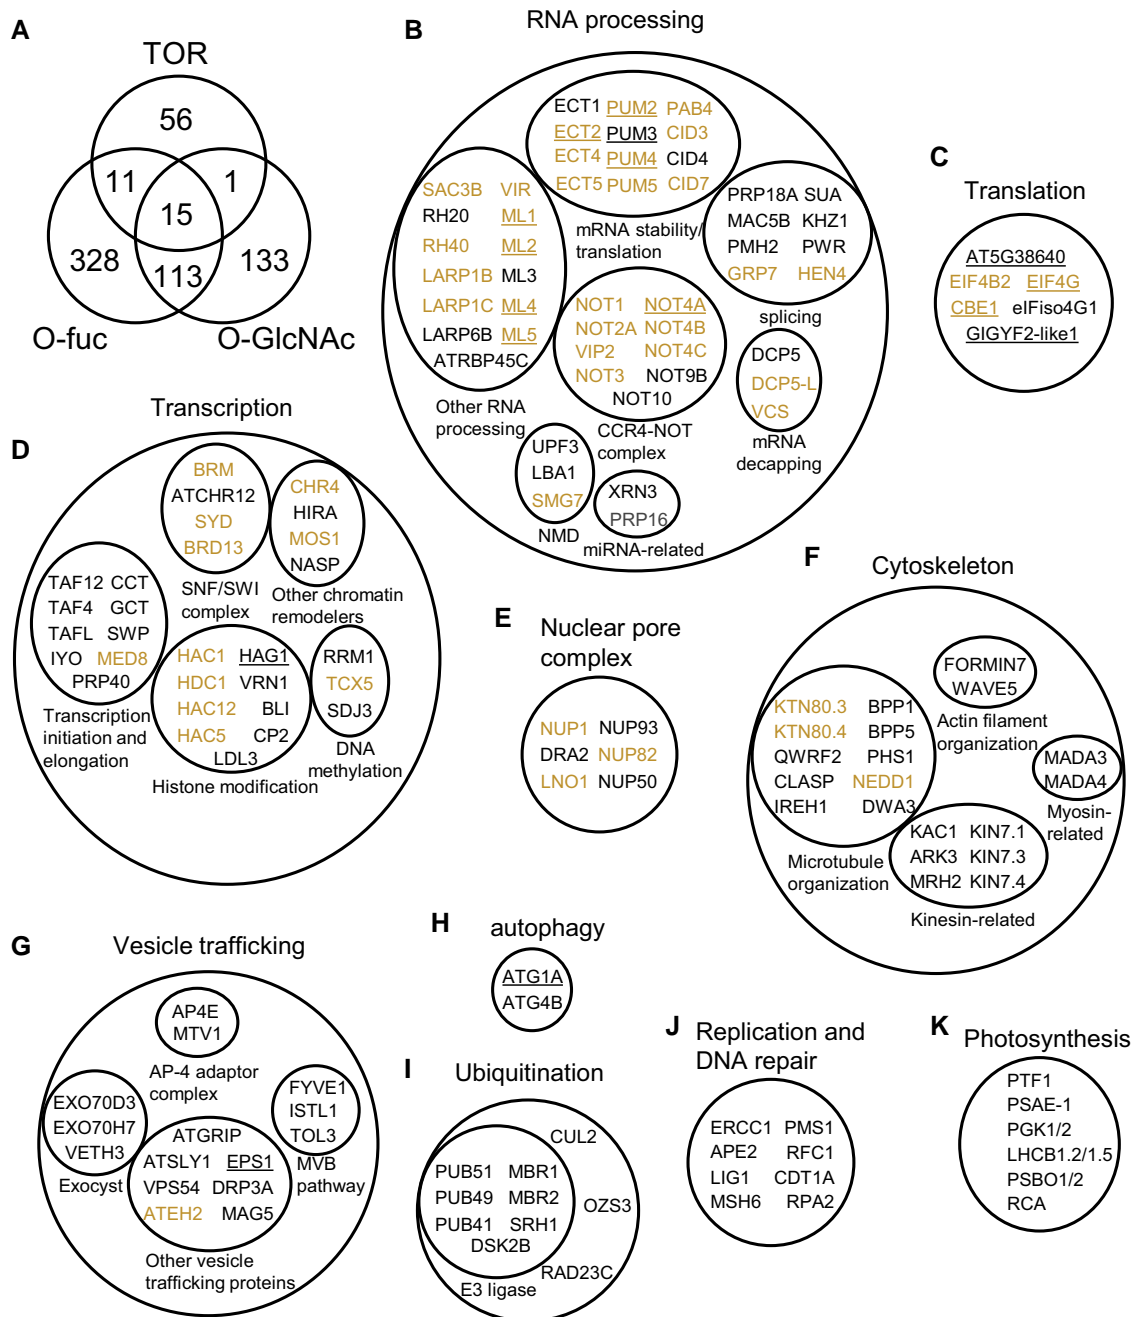 A
TOR
56
11
1
15
328
113
133
O-fuc
O-GlcNAc
B
RNA processing
ECT1 PUM2 PAB4
ECT2 PUM3 CID3
ECT4 PUM4 CID4
ECT5 PUM5 CID7
mRNA stability/
translation
SAC3B VIR
RH20 ML1
RH40 ML2
LARP1B ML3
LARP1C ML4
LARP6B ML5
ATRBP45C
Other RNA
processing
PRP18A SUA
MAC5B KHZ1
PMH2 PWR
GRP7 HEN4
splicing
NOT1 NOT4A
NOT2A NOT4B
VIP2 NOT4C
NOT3 NOT9B
NOT10
CCR4-NOT
complex
DCP5
DCP5-L
VCS
mRNA
decapping
UPF3
LBA1
SMG7
NMD
XRN3
PRP16
miRNA-related
C
Translation
AT5G38640
EIF4B2 EIF4G
CBE1 eIFiso4G1
GIGYF2-like1
D
Transcription
BRM
ATCHR12
SYD
BRD13
SNF/SWI
complex
CHR4
HIRA
MOS1
NASP
Other chromatin
remodelers
TAF12 CCT
TAF4 GCT
TAFL SWP
IYO MED8
PRP40
Transcription
initiation and
elongation
HAC1 HAG1
HDC1 VRN1
HAC12 BLI
HAC5 CP2
LDL3
Histone modification
RRM1
TCX5
SDJ3
DNA
methylation
E
Nuclear pore
complex
NUP1 NUP93
DRA2 NUP82
LNO1 NUP50
F
Cytoskeleton
FORMIN7
WAVE5
Actin filament
organization
KTN80.3 BPP1
KTN80.4 BPP5
QWRF2 PHS1
CLASP NEDD1
IREH1 DWA3
Microtubule
organization
MADA3
MADA4
Myosin-
related
KAC1 KIN7.1
ARK3 KIN7.3
MRH2 KIN7.4
Kinesin-related
G
Vesicle trafficking
AP4E
MTV1
AP-4 adaptor
complex
EXO70D3
EXO70H7
VETH3
Exocyst
FYVE1
ISTL1
TOL3
MVB
pathway
ATGRIP
ATSLY1 EPS1
VPS54 DRP3A
ATEH2 MAG5
Other vesicle
trafficking proteins
H
autophagy
ATG1A
ATG4B
I
Ubiquitination
CUL2
OZS3
RAD23C
PUB51 MBR1
PUB49 MBR2
PUB41 SRH1
DSK2B
E3 ligase
J
Replication and
DNA repair
ERCC1 PMS1
APE2 RFC1
LIG1 CDT1A
MSH6 RPA2
K
Photosynthesis
PTF1
PSAE-1
PGK1/2
LHCB1.2/1.5
PSBO1/2
RCA